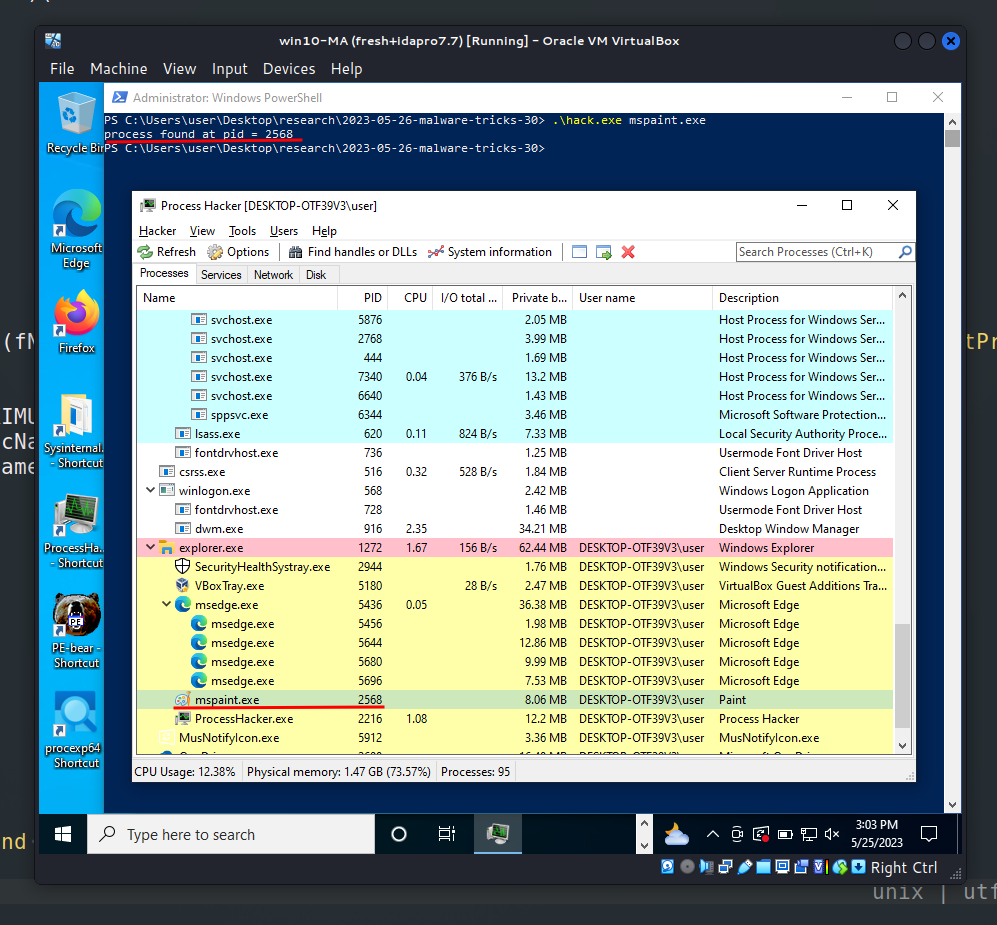 win10-MA (fresh+idapro7.7) [Running] - Oracle VM VirtualBox
File Machine View Input Devices Help
Administrator: Windows PowerShell
PS C:\Users\user\Desktop\research\2023-05-26-malware-tricks-30> .\hack.exe mspaint.exe
process found at pid = 2568
PS C:\Users\user\Desktop\research\2023-05-26-malware-tricks-30>
Recycle Bin
Microsoft
Edge
Firefox
Sysinternal...
- Shortcut
ProcessHa...
- Shortcut
PE
PE-bear -
Shortcut
procexp64
Shortcut
Process Hacker [DESKTOP-OTF39V3\user]
Hacker View Tools Users Help
Refresh Options Find handles or DLLs System information Search Processes (Ctrl+K)
Processes Services Network Disk
Name PID CPU I/O total ... Private b... User name Description
svchost.exe 5876 2.05 MB Host Process for Windows Ser...
svchost.exe 2768 3.99 MB Host Process for Windows Ser...
svchost.exe 444 1.69 MB Host Process for Windows Ser...
svchost.exe 7340 0.04 376 B/s 13.2 MB Host Process for Windows Ser...
svchost.exe 6640 1.43 MB Host Process for Windows Ser...
sppsvc.exe 6344 3.46 MB Microsoft Software Protection...
lsass.exe 620 0.11 824 B/s 7.33 MB Local Security Authority Proce...
fontdrvhost.exe 736 1.25 MB Usermode Font Driver Host
csrss.exe 516 0.32 528 B/s 1.84 MB Client Server Runtime Process
winlogon.exe 568 2.42 MB Windows Logon Application
fontdrvhost.exe 728 1.46 MB Usermode Font Driver Host
dwm.exe 916 2.35 34.21 MB Desktop Window Manager
explorer.exe 1272 1.67 156 B/s 62.44 MB DESKTOP-OTF39V3\user Windows Explorer
SecurityHealthSystray.exe 2944 1.76 MB DESKTOP-OTF39V3\user Windows Security notification...
VBoxTray.exe 5180 28 B/s 2.47 MB DESKTOP-OTF39V3\user VirtualBox Guest Additions Tra...
msedge.exe 5436 0.05 36.38 MB DESKTOP-OTF39V3\user Microsoft Edge
msedge.exe 5456 1.98 MB DESKTOP-OTF39V3\user Microsoft Edge
msedge.exe 5644 12.86 MB DESKTOP-OTF39V3\user Microsoft Edge
msedge.exe 5680 9.99 MB DESKTOP-OTF39V3\user Microsoft Edge
msedge.exe 5696 7.53 MB DESKTOP-OTF39V3\user Microsoft Edge
mspaint.exe 2568 8.06 MB DESKTOP-OTF39V3\user Paint
ProcessHacker.exe 2216 1.08 12.2 MB DESKTOP-OTF39V3\user Process Hacker
MusNotifyIcon.exe 5912 3.36 MB DESKTOP-OTF39V3\user MusNotifyIcon.exe
CPU Usage: 12.38% Physical memory: 1.47 GB (73.57%) Processes: 95
Type here to search
3:03 PM
5/25/2023
Right Ctrl
unix | utf